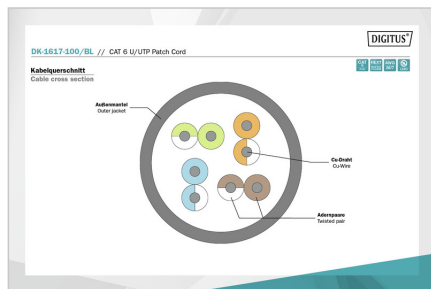 DIGITUS®
DK-1617-100/BL // CAT 6 U/UTP Patch Cord
Kabelquerschnitt
Cable cross section
Außenmantel
Outer jacket
Cu-Draht
Cu-Wire
Adernpaare
Twisted pair